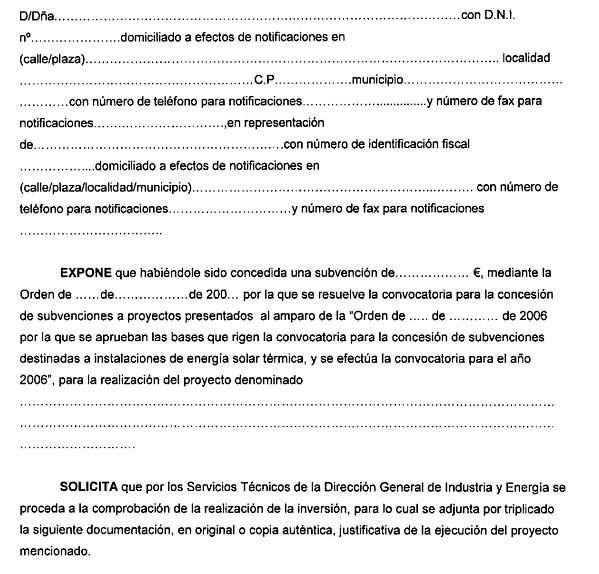 D/Dña……………………………………………………………………………………con D.N.I.
nº………………….domiciliado a efectos de notificaciones en
(calle/plaza)………………………………………………………………………………… localidad
……………………………………………C.P……………….municipio………………………………
…………con número de teléfono para notificaciones……………...............y número de fax para
notificaciones…………………………,en representación
de………………………………………………….con número de identificación fiscal
……………....domiciliado a efectos de notificaciones en
(calle/plaza/localidad/municipio)……………………………………………………… con número de
teléfono para notificaciones………………………y número de fax para notificaciones
……………………………..
EXPONE que habiéndole sido concedida una subvención de……………… €, mediante la
Orden de ……de………………de 200… por la que se resuelve la convocatoria para la concesión
de subvenciones a proyectos presentados al amparo de la “Orden de ….. de ………… de 2006
por la que se aprueban las bases que rigen la convocatoria para la concesión de subvenciones
destinadas a instalaciones de energía solar térmica, y se efectúa la convocatoria para el año
2006”, para la realización del proyecto denominado
……………………………………………………………………………………………………………
……………………………………………………………………………………………………………
……………………….
SOLICITA que por los Servicios Técnicos de la Dirección General de Industria y Energía se
proceda a la comprobación de la realización de la inversión, para lo cual se adjunta por triplicado
la siguiente documentación, en original o copia auténtica, justificativa de la ejecución del proyecto
mencionado.